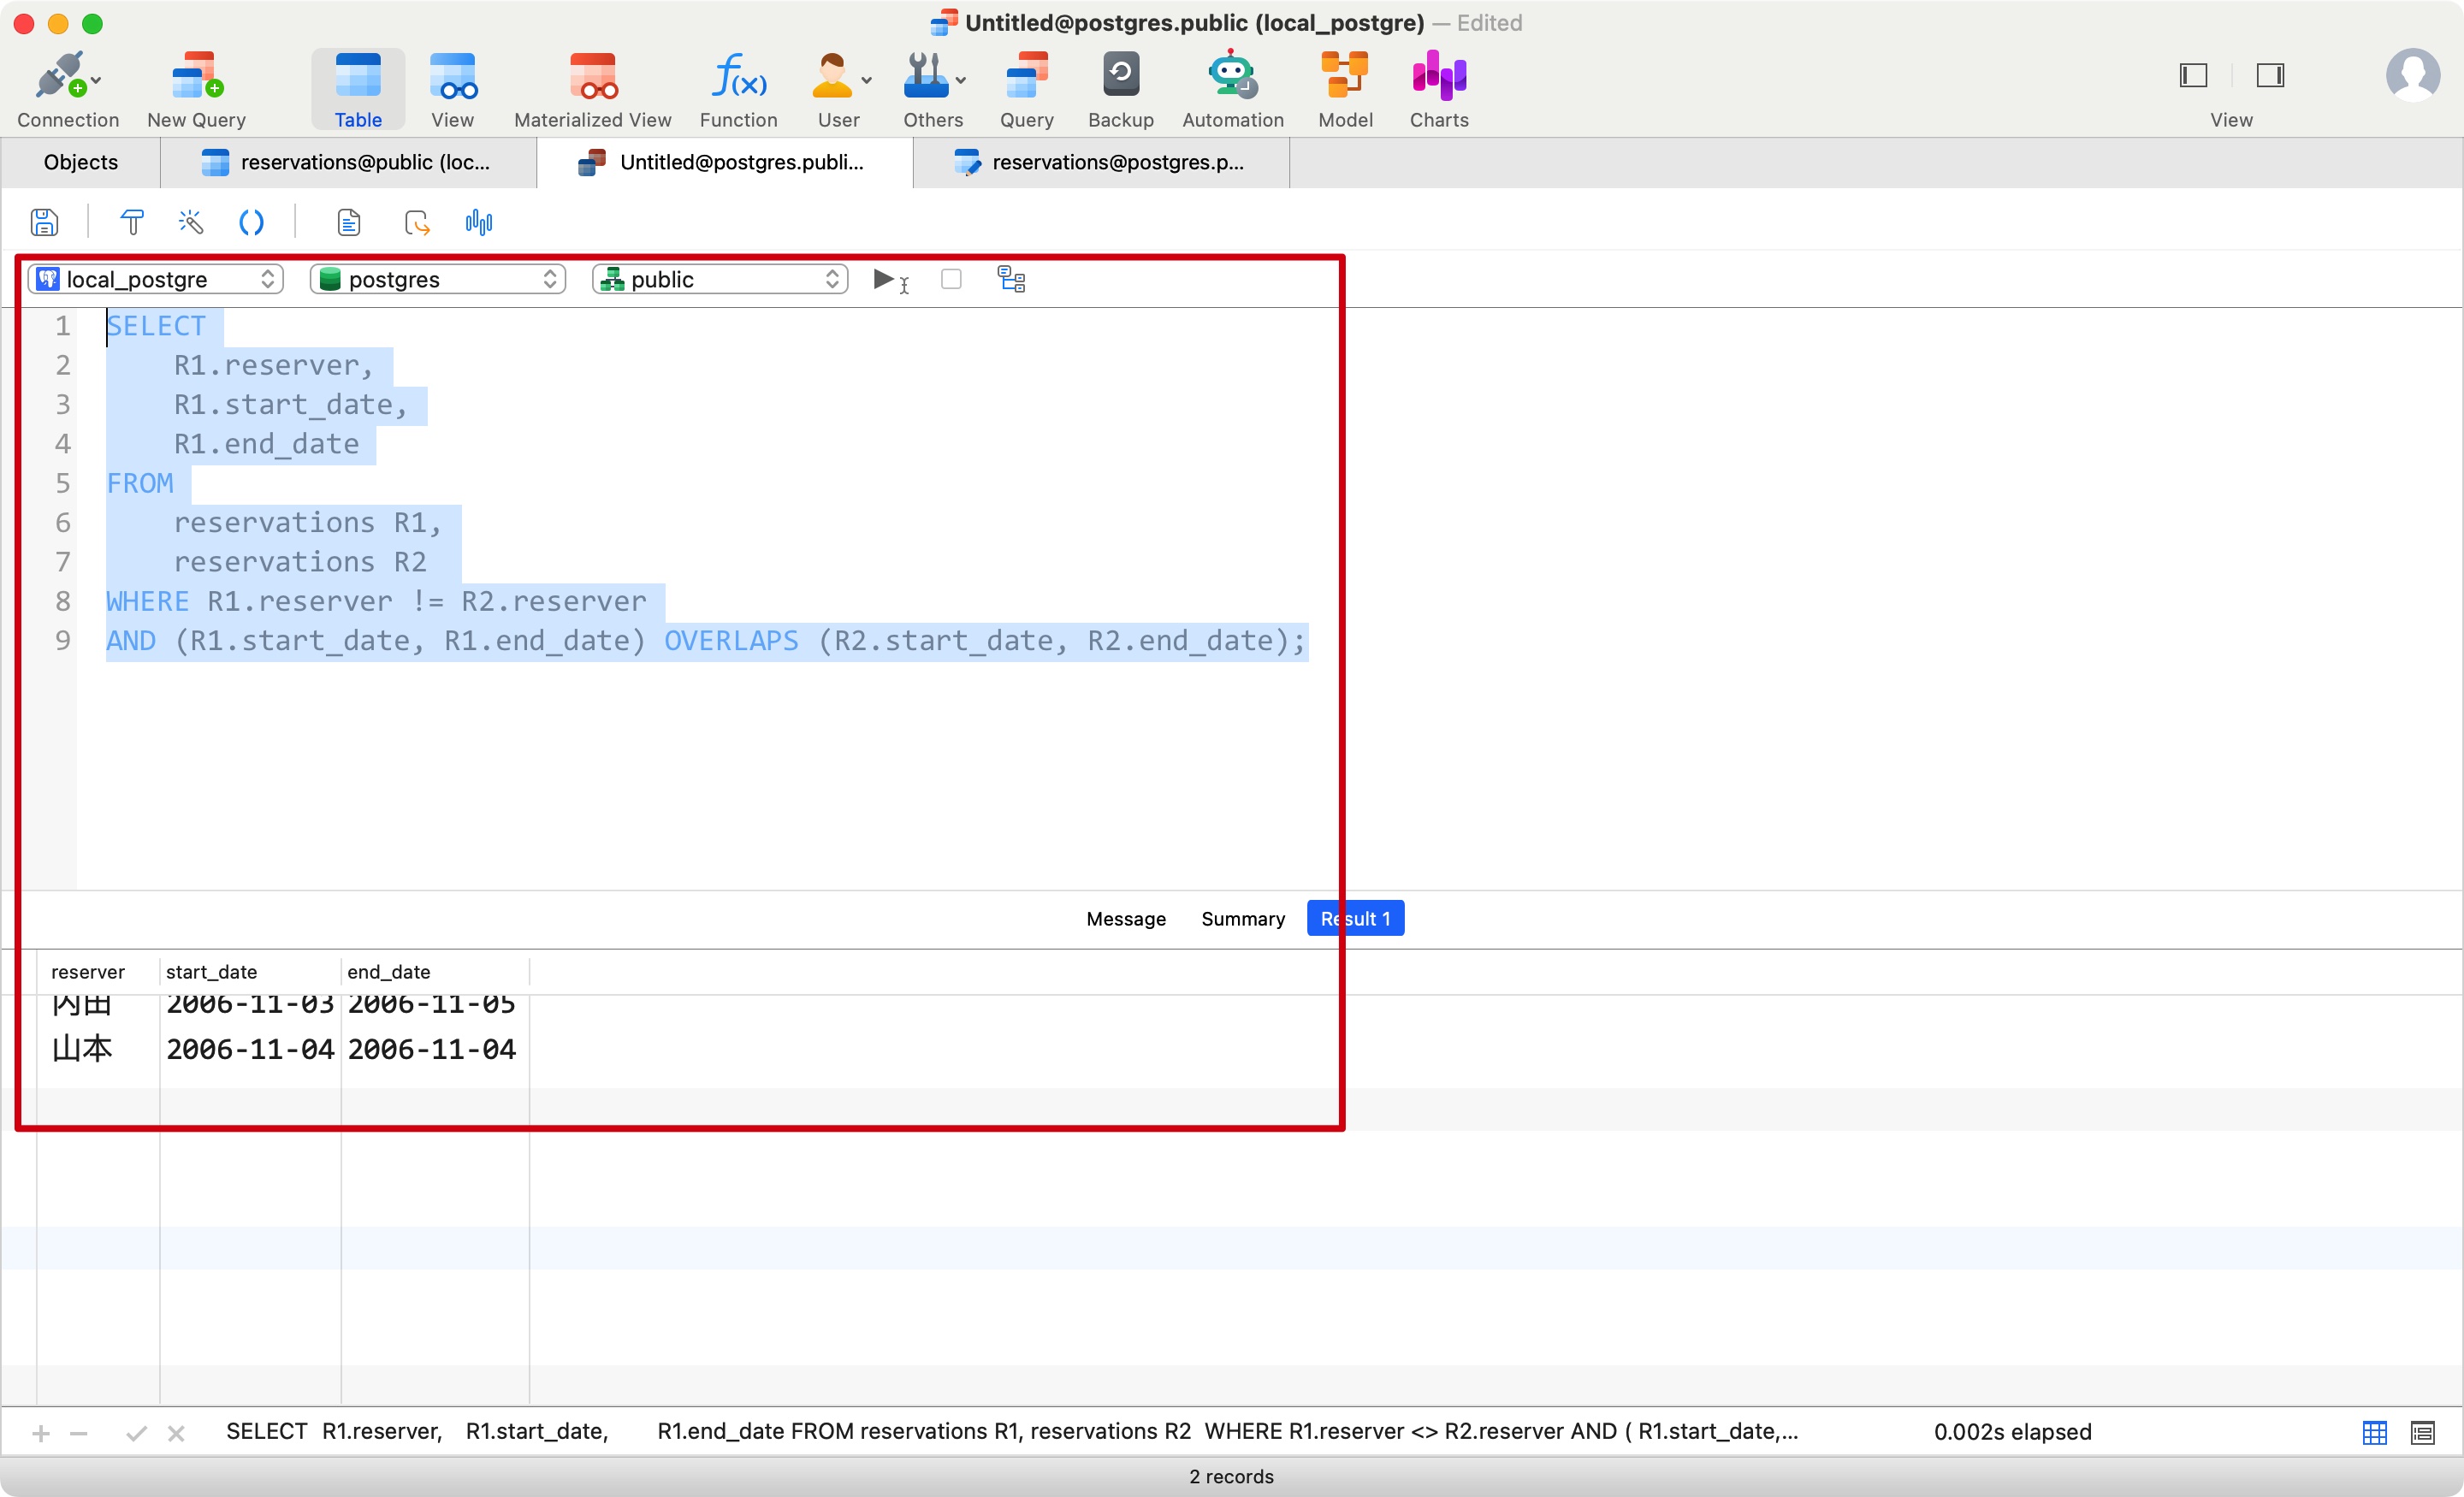 Untitled@postgres.public (local_postgre) — Edited
Connection New Query Table View Materialized View Function User Others Query Backup Automation Model Charts View
Objects reservations@public (loc... Untitled@postgres.publi... reservations@postgres.p...
local_postgre postgres public
1 SELECT
2 R1.reserver,
3 R1.start_date,
4 R1.end_date
5 FROM
6 reservations R1,
7 reservations R2
8 WHERE R1.reserver != R2.reserver
9 AND (R1.start_date, R1.end_date) OVERLAPS (R2.start_date, R2.end_date);
Message Summary Result 1
reserver start_date end_date
内田 2006-11-03 2006-11-05
山本 2006-11-04 2006-11-04
SELECT R1.reserver, R1.start_date, R1.end_date FROM reservations R1, reservations R2 WHERE R1.reserver <> R2.reserver AND ( R1.start_date,... 0.002s elapsed
2 records